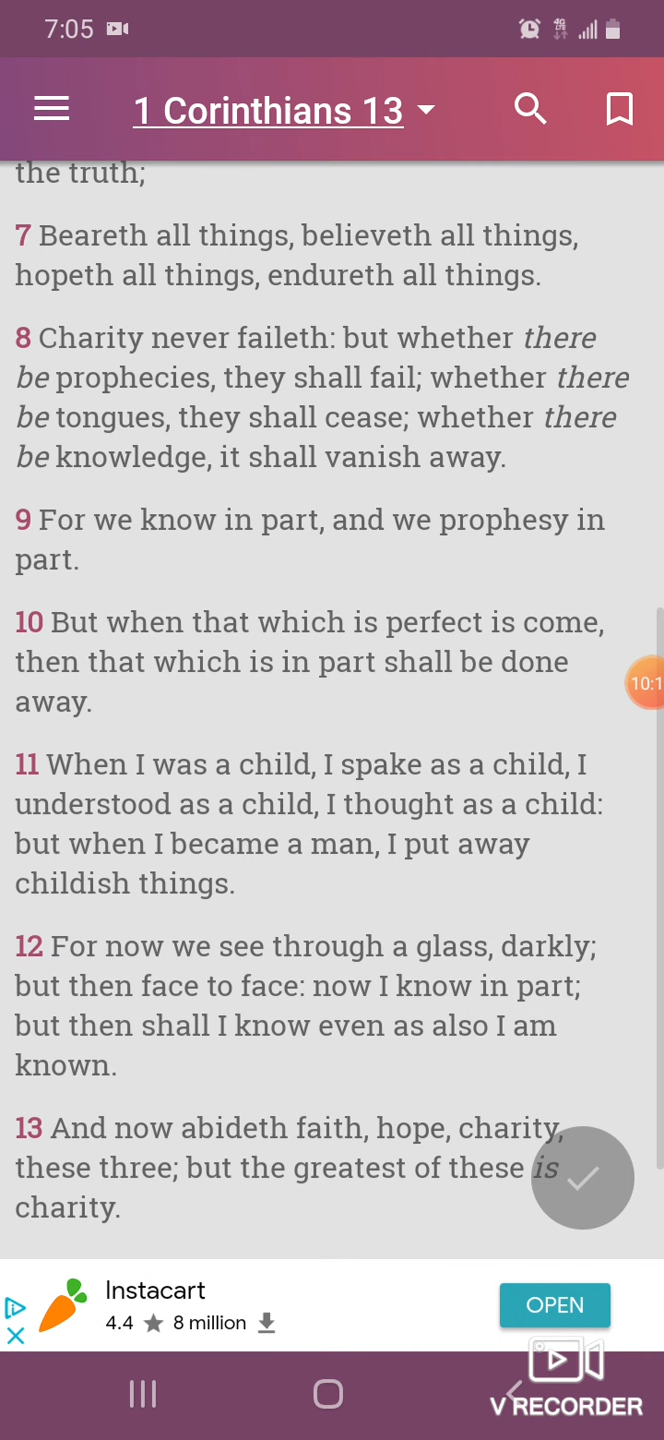 7:05
4G
LTE
1 Corinthians 13
the truth;
7 Beareth all things, believeth all things,
hopeth all things, endureth all things.
8 Charity never faileth: but whether there
be prophecies, they shall fail; whether there
be tongues, they shall cease; whether there
be knowledge, it shall vanish away.
9 For we know in part, and we prophesy in
part.
10 But when that which is perfect is come,
then that which is in part shall be done
away.
10:1
11 When I was a child, I spake as a child, I
understood as a child, I thought as a child:
but when I became a man, I put away
childish things.
12 For now we see through a glass, darkly;
but then face to face: now I know in part;
but then shall I know even as also I am
known.
13 And now abideth faith, hope, charity,
these three; but the greatest of these is
charity.
Instacart
4.4 ★ 8 million
OPEN
V RECORDER